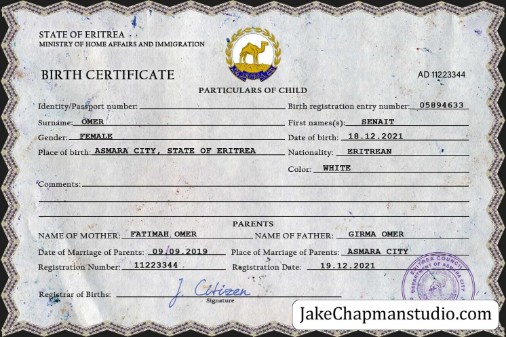 STATE OF ERITREA
MINISTRY OF HOME AFFAIRS AND IMMIGRATION
BIRTH CERTIFICATE
AD 11223344
PARTICULARS OF CHILD
Identity/Passport number:
Birth registration entry number: 05894633
Surname: OMER
First names(s): SENAIT
Gender: FEMALE
Date of birth: 18.12.2021
Place of birth: ASMARA CITY, STATE OF ERITREA
Nationality: ERITREAN
Color: WHITE
Comments:
PARENTS
NAME OF MOTHER: FATIMAH OMER
NAME OF FATHER: GIRMA OMER
Date of Marriage of Parents: 09.09.2019
Place of Marriage of Parents: ASMARA CITY
Registration Number: 11223344
Registration Date: 19.12.2021
Registrar of Births: J. Citizen
Signature
JakeChapmanstudio.com